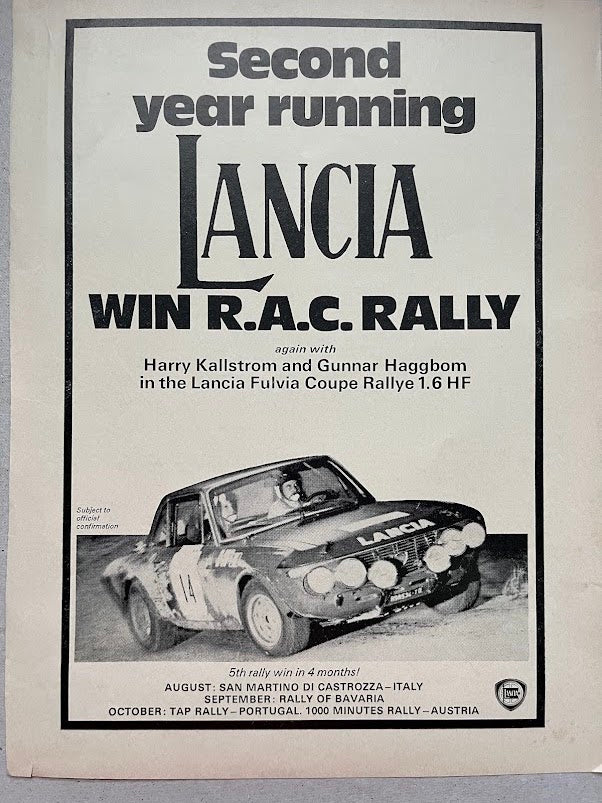 Second
year running
LANCIA
WIN R.A.C. RALLY
again with
Harry Kallstrom and Gunnar Haggbom
in the Lancia Fulvia Coupe Rallye 1.6 HF
Subject to
official
confirmation
LANCIA
14
5th rally win in 4 months!
AUGUST: SAN MARTINO DI CASTROZZA–ITALY
SEPTEMBER: RALLY OF BAVARIA
OCTOBER: TAP RALLY–PORTUGAL. 1000 MINUTES RALLY–AUSTRIA
LANCIA